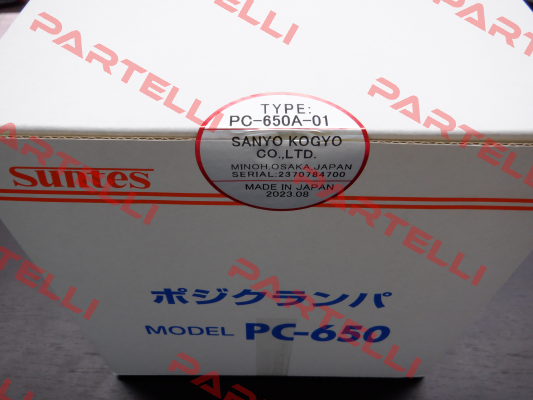 TYPE:
PC-650A-01
SANYO KOGYO
CO.,LTD.
MINOH,OSAKA,JAPAN
SERIAL:2370784700
MADE IN JAPAN
2023.08
Suntes
ポジクランパ
MODEL PC-650
PARTELLI
PARTELLI
PARTELLI
PARTELLI
PARTELLI
PARTELLI
PARTELLI
PARTELLI